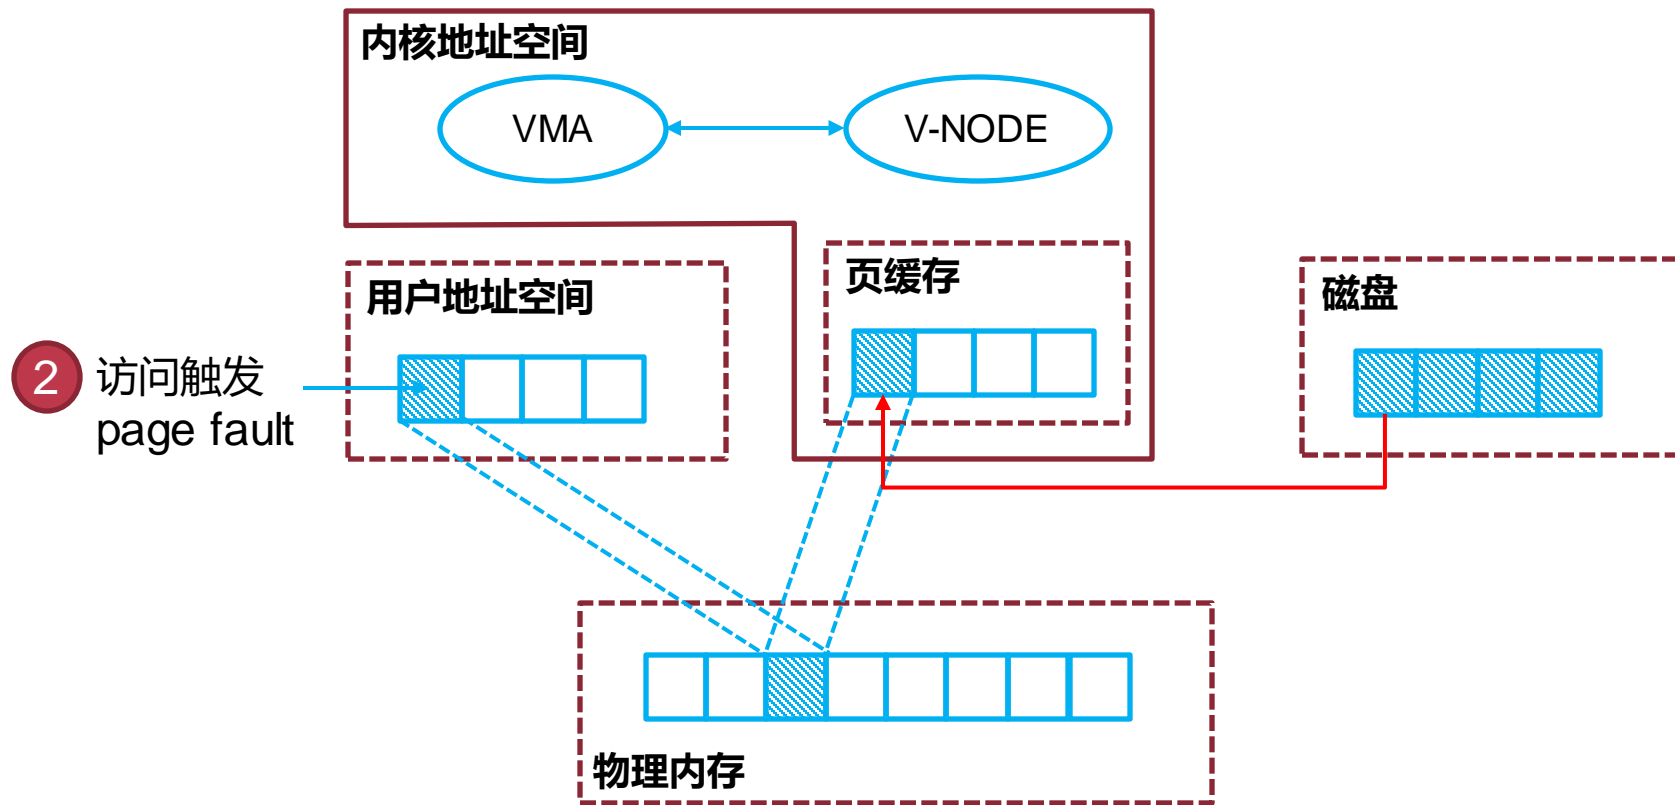 内核地址空间
VMA
V-NODE
用户地址空间
页缓存
磁盘
2
访问触发
page fault
物理内存